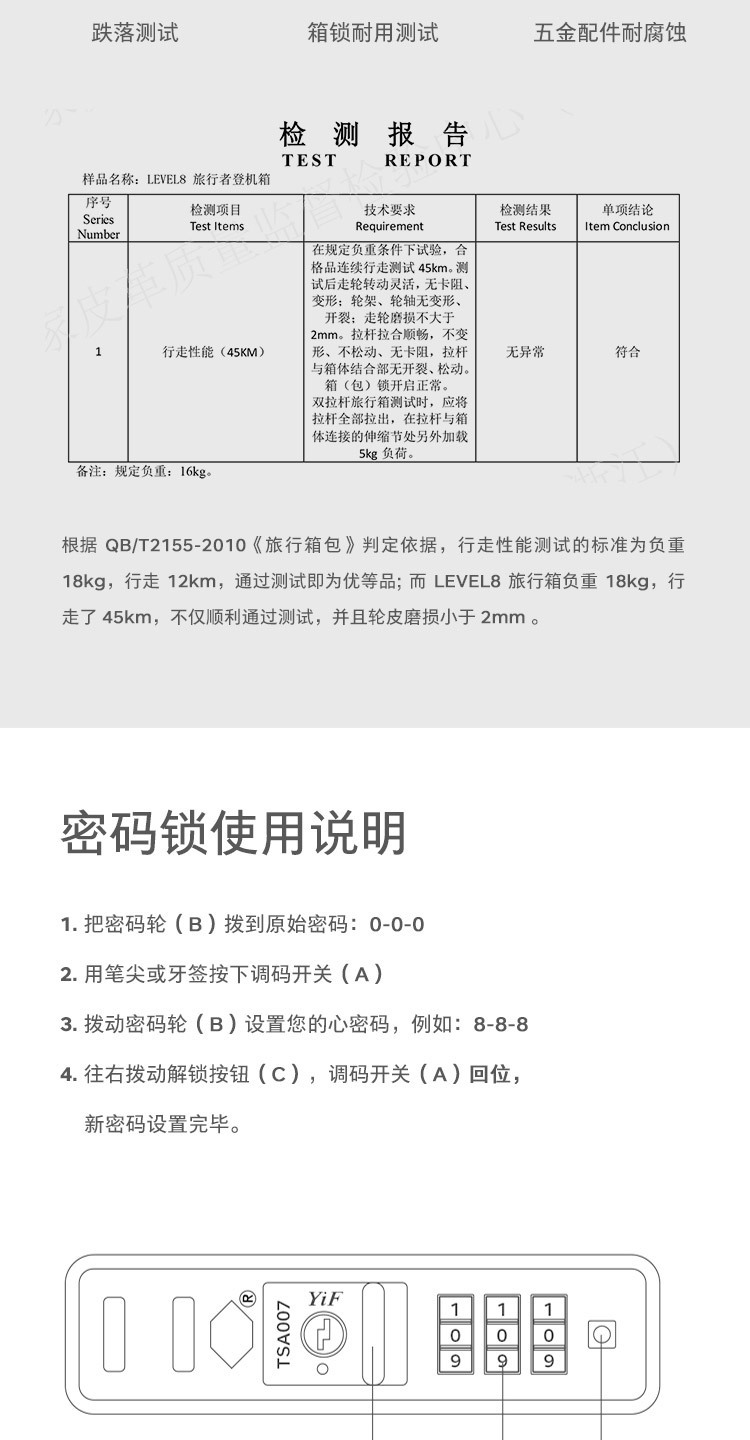 跌落测试 箱锁耐用测试 五金配件耐腐蚀
检 测 报 告
TEST REPORT
样品名称：LEVEL8 旅行者登机箱
序号
Series
Number
检测项目
Test Items
技术要求
Requirement
检测结果
Test Results
单项结论
Item Conclusion
1
行走性能（45KM）
在规定负重条件下试验，合
格品连续行走测试 45km。测
试后走轮转动灵活，无卡阻、
变形；轮架、轮轴无变形、
开裂；走轮磨损不大于
2mm。拉杆拉合顺畅，不变
形、不松动、无卡阻，拉杆
与箱体结合部无开裂、松动。
箱（包）锁开启正常。
双拉杆旅行箱测试时，应将
拉杆全部拉出，在拉杆与箱
体连接的伸缩节处另外加载
5kg 负荷。
无异常
符合
备注：规定负重：16kg。
根据 QB/T2155-2010《旅行箱包》判定依据，行走性能测试的标准为负重
18kg，行走 12km，通过测试即为优等品; 而 LEVEL8 旅行箱负重 18kg，行
走了 45km，不仅顺利通过测试，并且轮皮磨损小于 2mm 。
密码锁使用说明
1. 把密码轮（B）拨到原始密码：0-0-0
2. 用笔尖或牙签按下调码开关（A）
3. 拨动密码轮（B）设置您的心密码，例如：8-8-8
4. 往右拨动解锁按钮（C），调码开关（A）回位，
新密码设置完毕。
®
TSA007
YiF
1 1 1
0 0 0
9 9 9